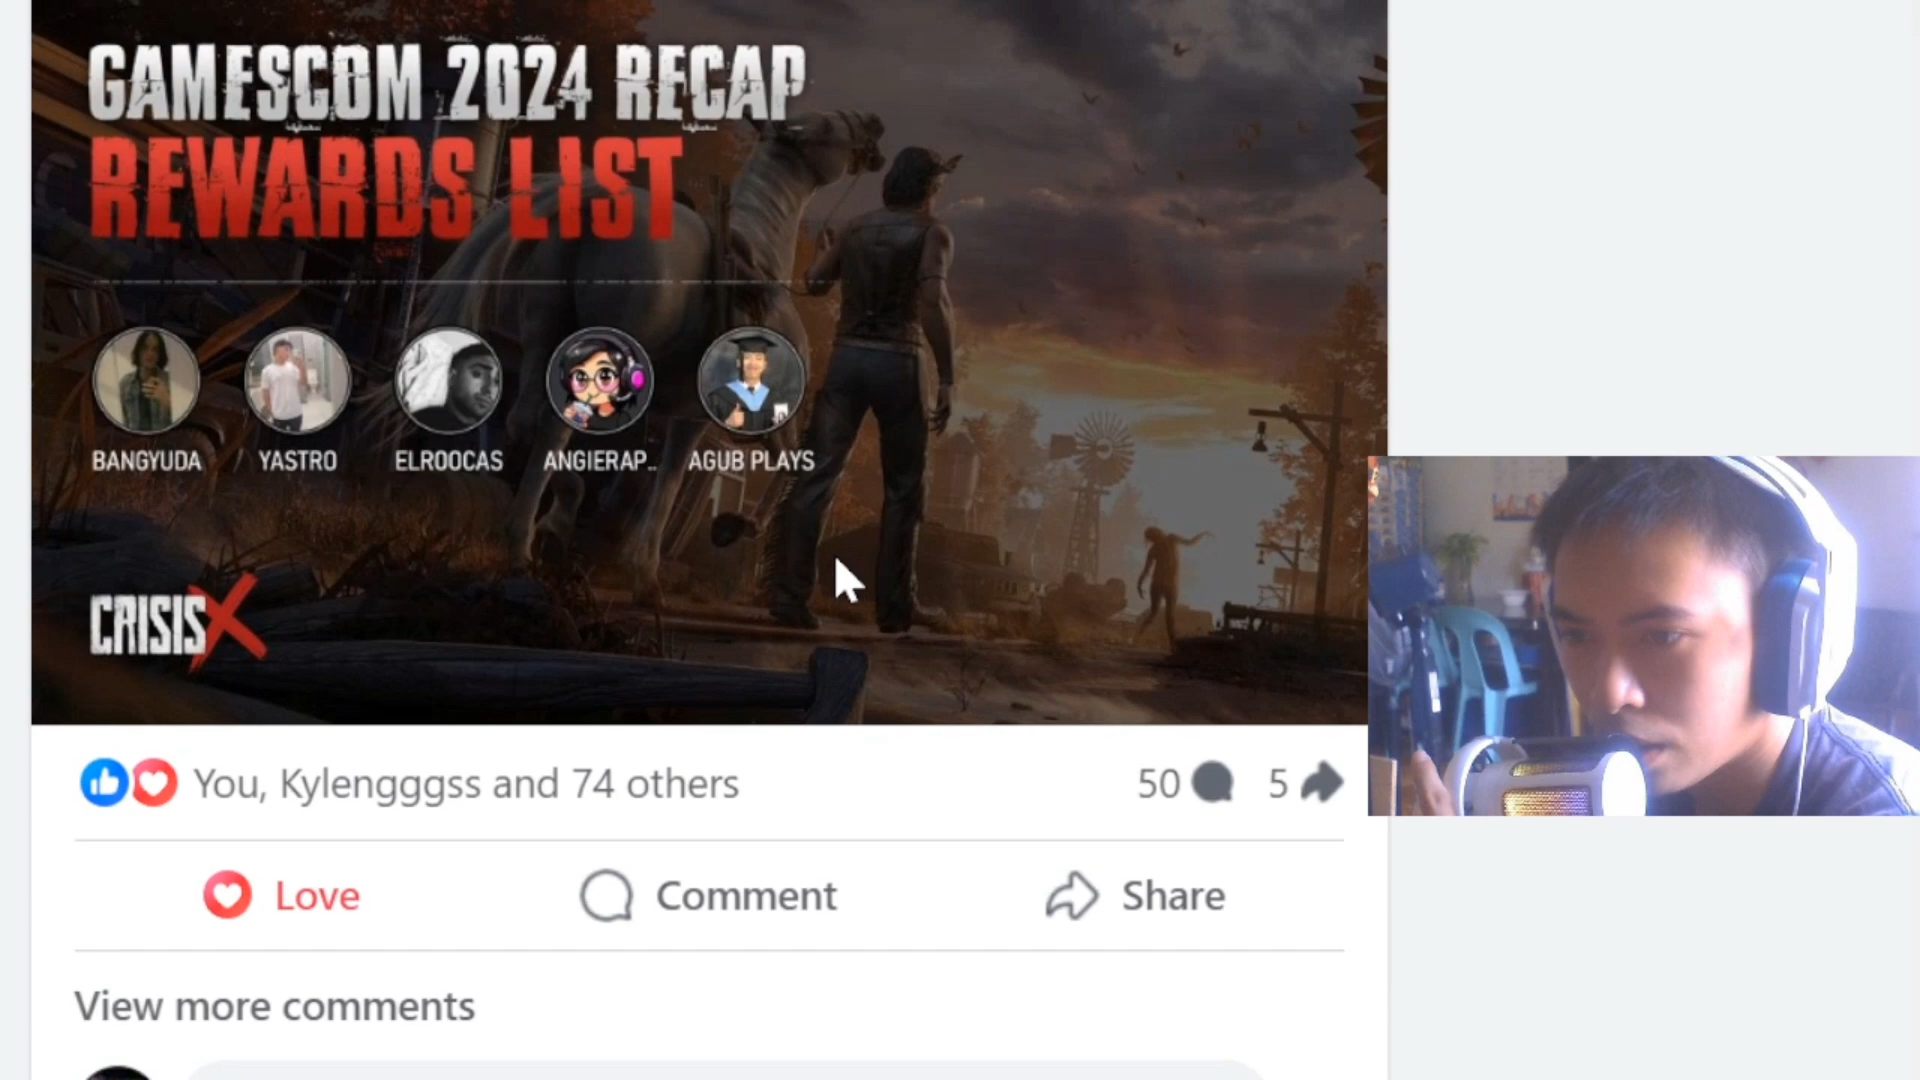 GAMESCOM 2024 RECAP
REWARDS LIST
BANGYUDA YASTRO ELROOCAS ANGIERAP.. AGUB PLAYS
CRISISX
You, Kylengggss and 74 others 50 5
Love Comment Share
View more comments